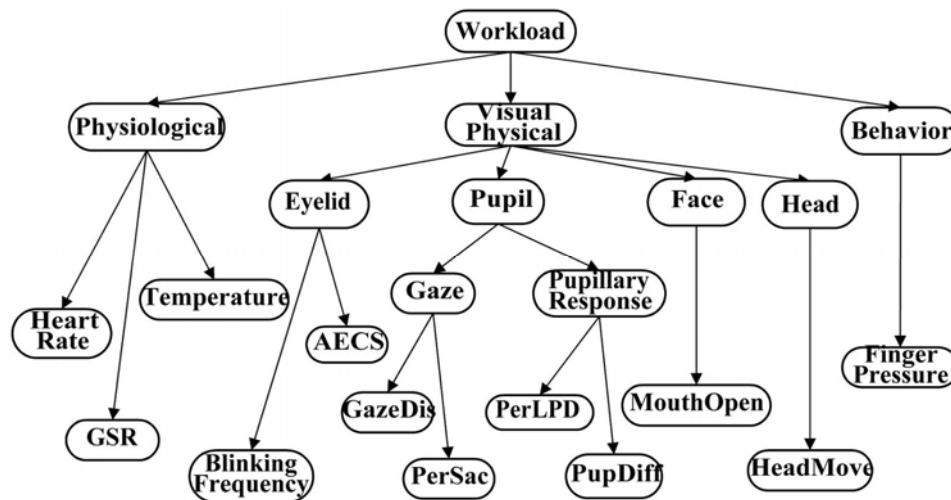 Workload
Physiological
Visual
Physical
Behavior
Eyelid
Pupil
Face
Head
Gaze
Pupillary
Response
Temperature
Heart
Rate
AECS
Finger
Pressure
GazeDis
PerLPD
MouthOpen
GSR
Blinking
Frequency
PerSac
PupDiff
HeadMove